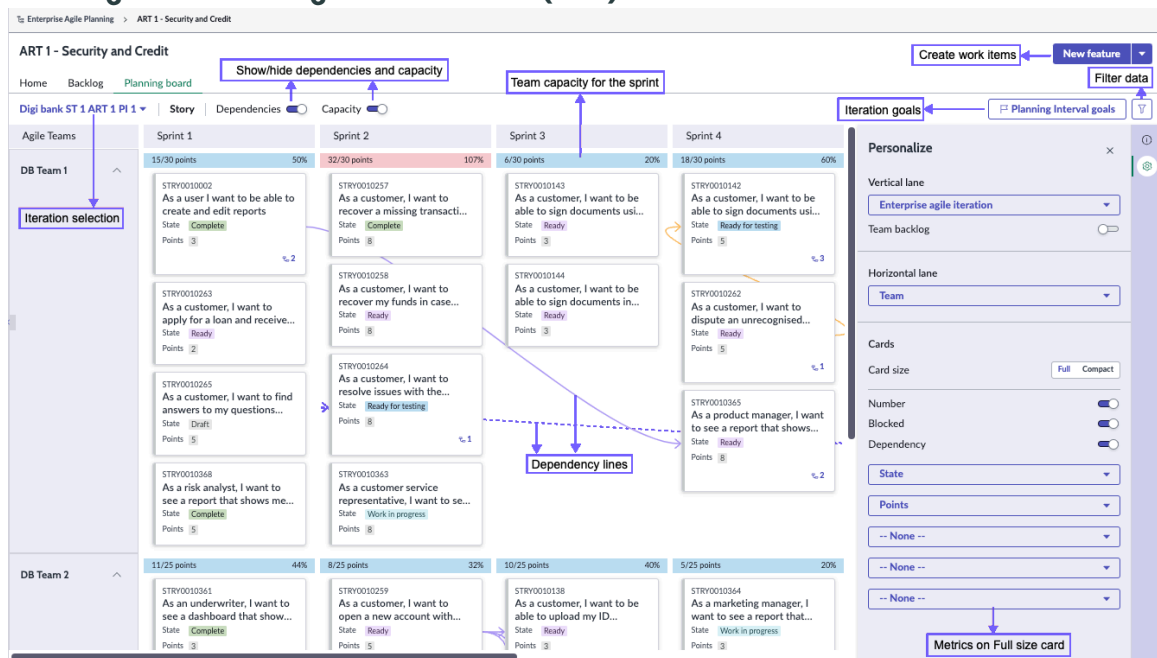 Enterprise Agile Planning > ART 1 - Security and Credit
ART 1 - Security and Credit
Create work items
New feature
Home Backlog Planning board
Show/hide dependencies and capacity
Team capacity for the sprint
Filter data
Digi bank ST 1 ART 1 PI 1
Story
Dependencies
Capacity
Iteration goals
Planning Interval goals
Agile Teams
Sprint 1
Sprint 2
Sprint 3
Sprint 4
DB Team 1
Iteration selection
15/30 points 50%
STRY0010002
As a user I want to be able to
create and edit reports
State Complete
Points 3
2
STRY0010263
As a customer, I want to
apply for a loan and receive...
State Ready
Points 2
STRY0010265
As a customer, I want to find
answers to my questions...
State Draft
Points 5
STRY0010368
As a risk analyst, I want to
see a report that shows me...
State Complete
Points 5
32/30 points 107%
STRY0010257
As a customer, I want to
recover a missing transacti...
State Complete
Points 8
STRY0010258
As a customer, I want to
recover my funds in case...
State Ready
Points 8
STRY0010264
As a customer, I want to
resolve issues with the...
State Ready for testing
Points 8
1
STRY0010363
As a customer service
representative, I want to se...
State Work in progress
Points 8
6/30 points 20%
STRY0010143
As a customer, I want to be
able to sign documents usi...
State Ready
Points 3
STRY0010144
As a customer, I want to be
able to sign documents in...
State Ready
Points 3
Dependency lines
18/30 points 60%
STRY0010142
As a customer, I want to be
able to sign documents usi...
State Ready for testing
Points 5
3
STRY0010262
As a customer, I want to
dispute an unrecognised...
State Ready
Points 5
1
STRY0010365
As a product manager, I want
to see a report that shows...
State Ready
Points 8
2
DB Team 2
11/25 points 44%
STRY0010361
As an underwriter, I want to
see a dashboard that show...
State Complete
Points 3
8/25 points 32%
STRY0010259
As a customer, I want to
open a new account with...
State Ready
Points 5
10/25 points 40%
STRY0010138
As a customer, I want to be
able to upload my ID...
State Ready
Points 3
5/25 points 20%
STRY0010364
As a marketing manager, I
want to see a report that...
State Work in progress
Points 3
Personalize
Vertical lane
Enterprise agile iteration
Team backlog
Horizontal lane
Team
Cards
Card size Full Compact
Number
Blocked
Dependency
State
Points
-- None --
-- None --
-- None --
Metrics on Full size card